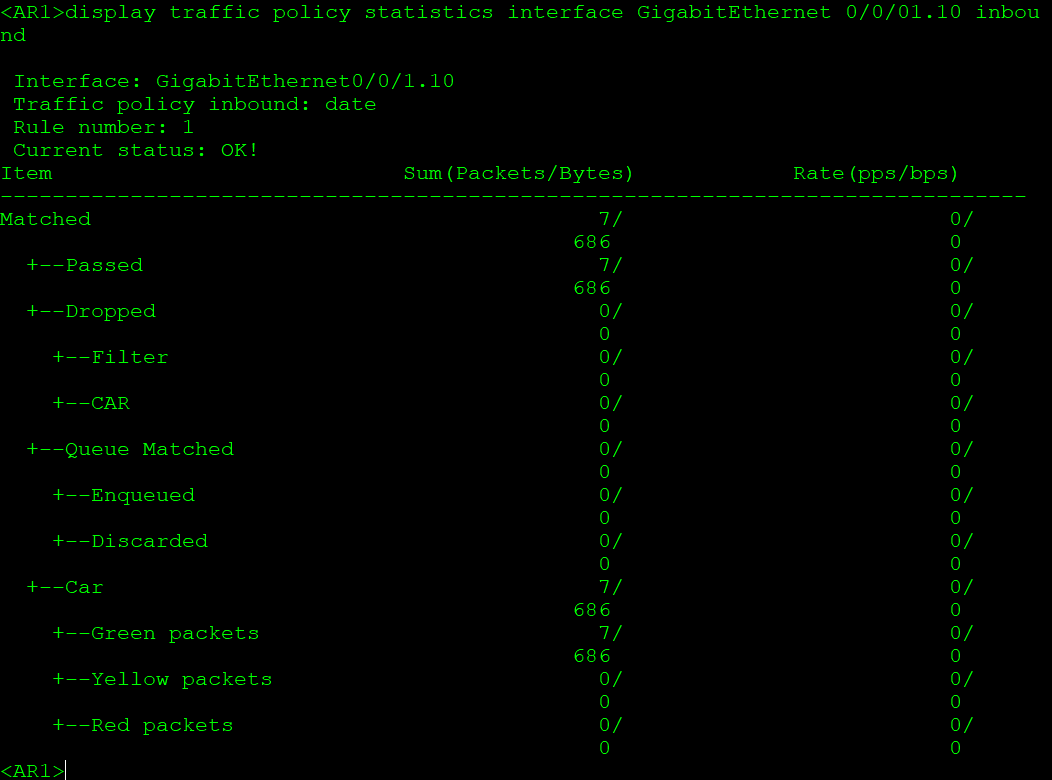 <AR1>display traffic policy statistics interface GigabitEthernet 0/0/01.10 inbou
nd
Interface: GigabitEthernet0/0/1.10
Traffic policy inbound: date
Rule number: 1
Current status: OK!
Item Sum(Packets/Bytes) Rate(pps/bps)
-------------------------------------------------------------------------------
Matched 7/ 0/
686 0
+--Passed 7/ 0/
686 0
+--Dropped 0/ 0/
0 0
+--Filter 0/ 0/
0 0
+--CAR 0/ 0/
0 0
+--Queue Matched 0/ 0/
0 0
+--Enqueued 0/ 0/
0 0
+--Discarded 0/ 0/
0 0
+--Car 7/ 0/
686 0
+--Green packets 7/ 0/
686 0
+--Yellow packets 0/ 0/
0 0
+--Red packets 0/ 0/
0 0
<AR1>